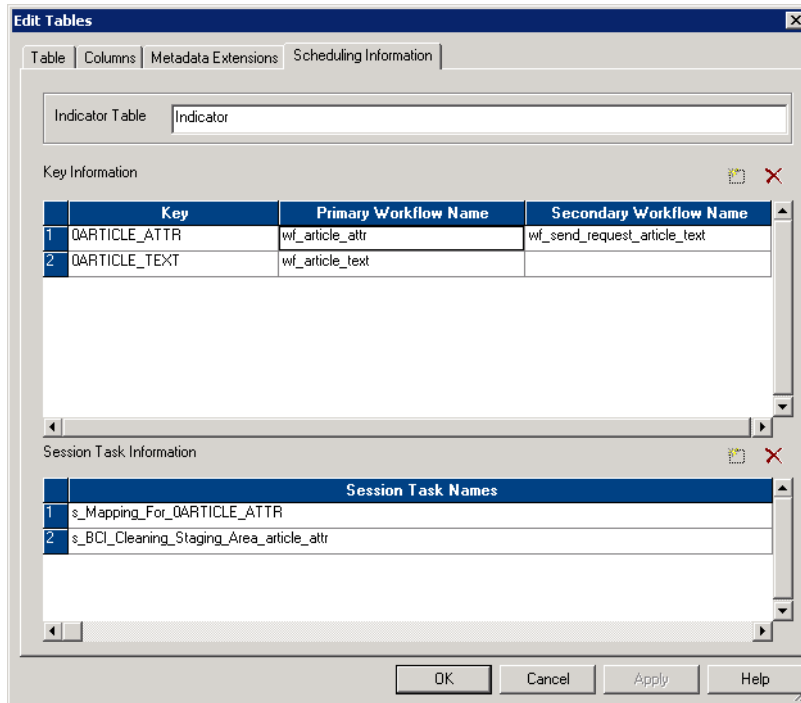 Edit Tables
Table Columns Metadata Extensions Scheduling Information
Indicator Table Indicator
Key Information
Key Primary Workflow Name Secondary Workflow Name
1 0ARTICLE_ATTR wf_article_attr wf_send_request_article_text
2 0ARTICLE_TEXT wf_article_text
Session Task Information
Session Task Names
1 s_Mapping_For_0ARTICLE_ATTR
2 s_BCI_Cleaning_Staging_Area_article_attr
OK Cancel Apply Help